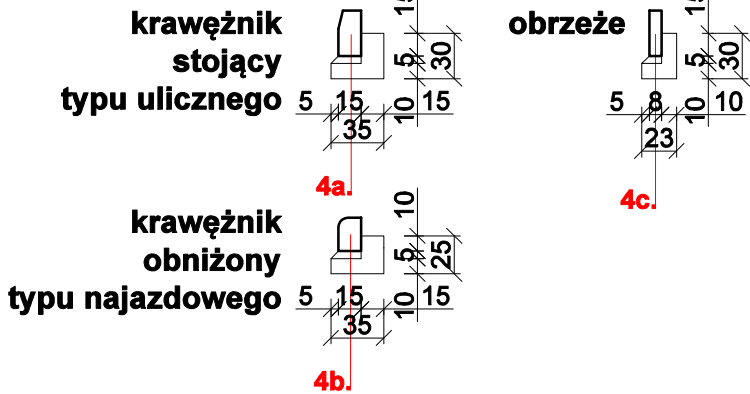 krawężnik
stojący
typu ulicznego
5 15 15
35
5
30
10
4a.
obrzeże
5 8 10
23
5
30
10
4c.
krawężnik
obniżony
typu najazdowego
5 15 15
35
10
5
25
10
4b.